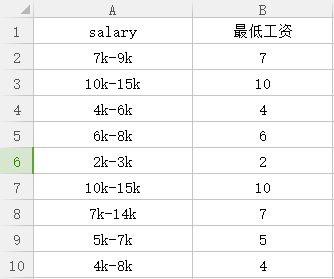 A B
1 salary 最低工资
2 7k-9k 7
3 10k-15k 10
4 4k-6k 4
5 6k-8k 6
6 2k-3k 2
7 10k-15k 10
8 7k-14k 7
9 5k-7k 5
10 4k-8k 4